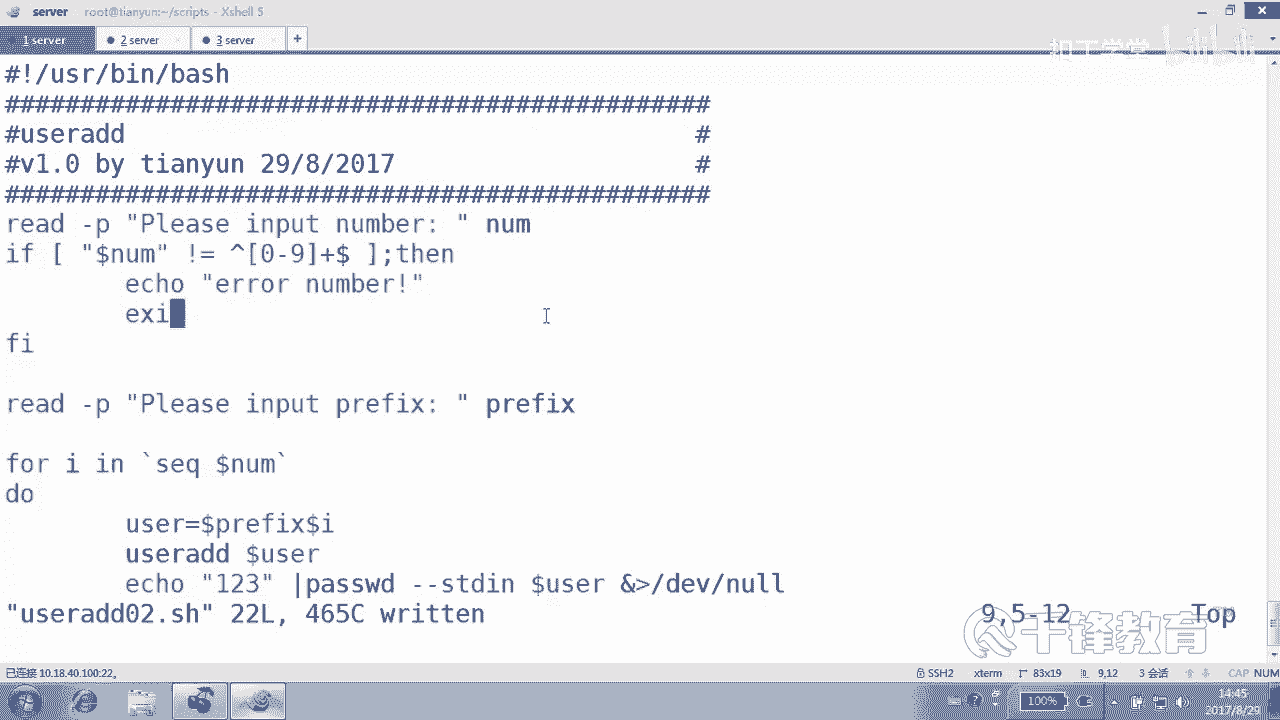 server root@tianyun:~/scripts - Xshell 5
1 server 2 server 3 server +
扣丁学堂 bilibili
#!/usr/bin/bash
###############################################
#useradd #
#v1.0 by tianyun 29/8/2017 #
###############################################
read -p "Please input number: " num
if [ "$num" != ^[0-9]+$ ];then
echo "error number!"
exi
fi
read -p "Please input prefix: " prefix
for i in `seq $num`
do
user=$prefix$i
useradd $user
echo "123" |passwd --stdin $user &>/dev/null
"useradd02.sh" 22L, 465C written 9,5-12 Top
千锋教育
已连接 10.18.40.100:22。 SSH2 xterm 83x19 9,12 3 会话 CAP NUM
100% 14:45
2017/8/29